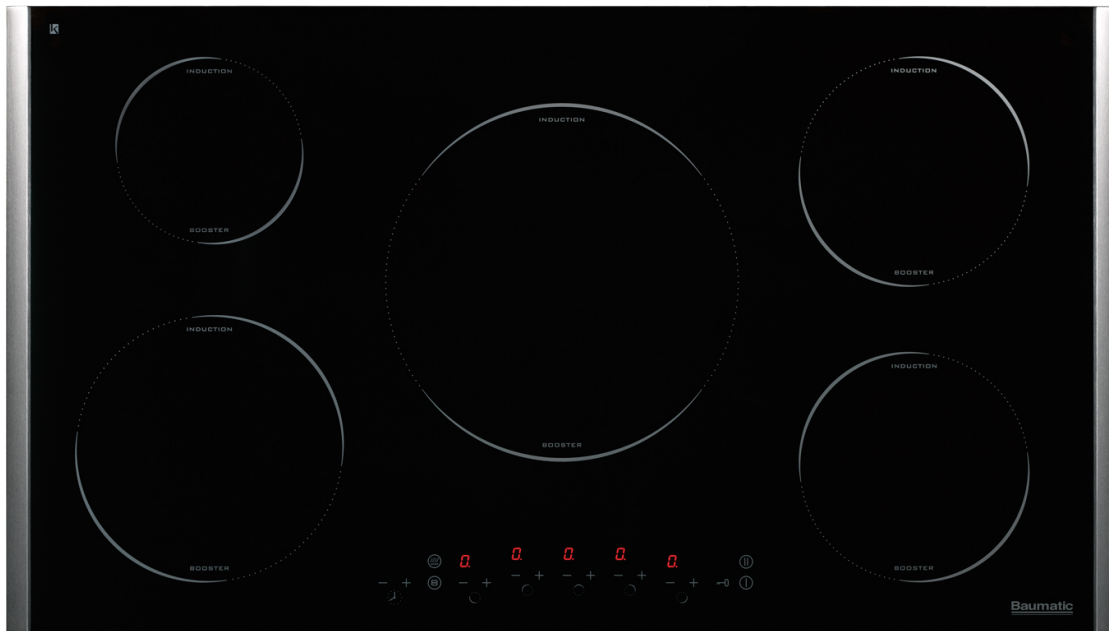 K
INDUCTION
INDUCTION
INDUCTION
BOOSTER
BOOSTER
INDUCTION
INDUCTION
BOOSTER
BOOSTER
BOOSTER
0. 0. 0. 0. 0.
- + B - + - + - + - + - +
Baumatic